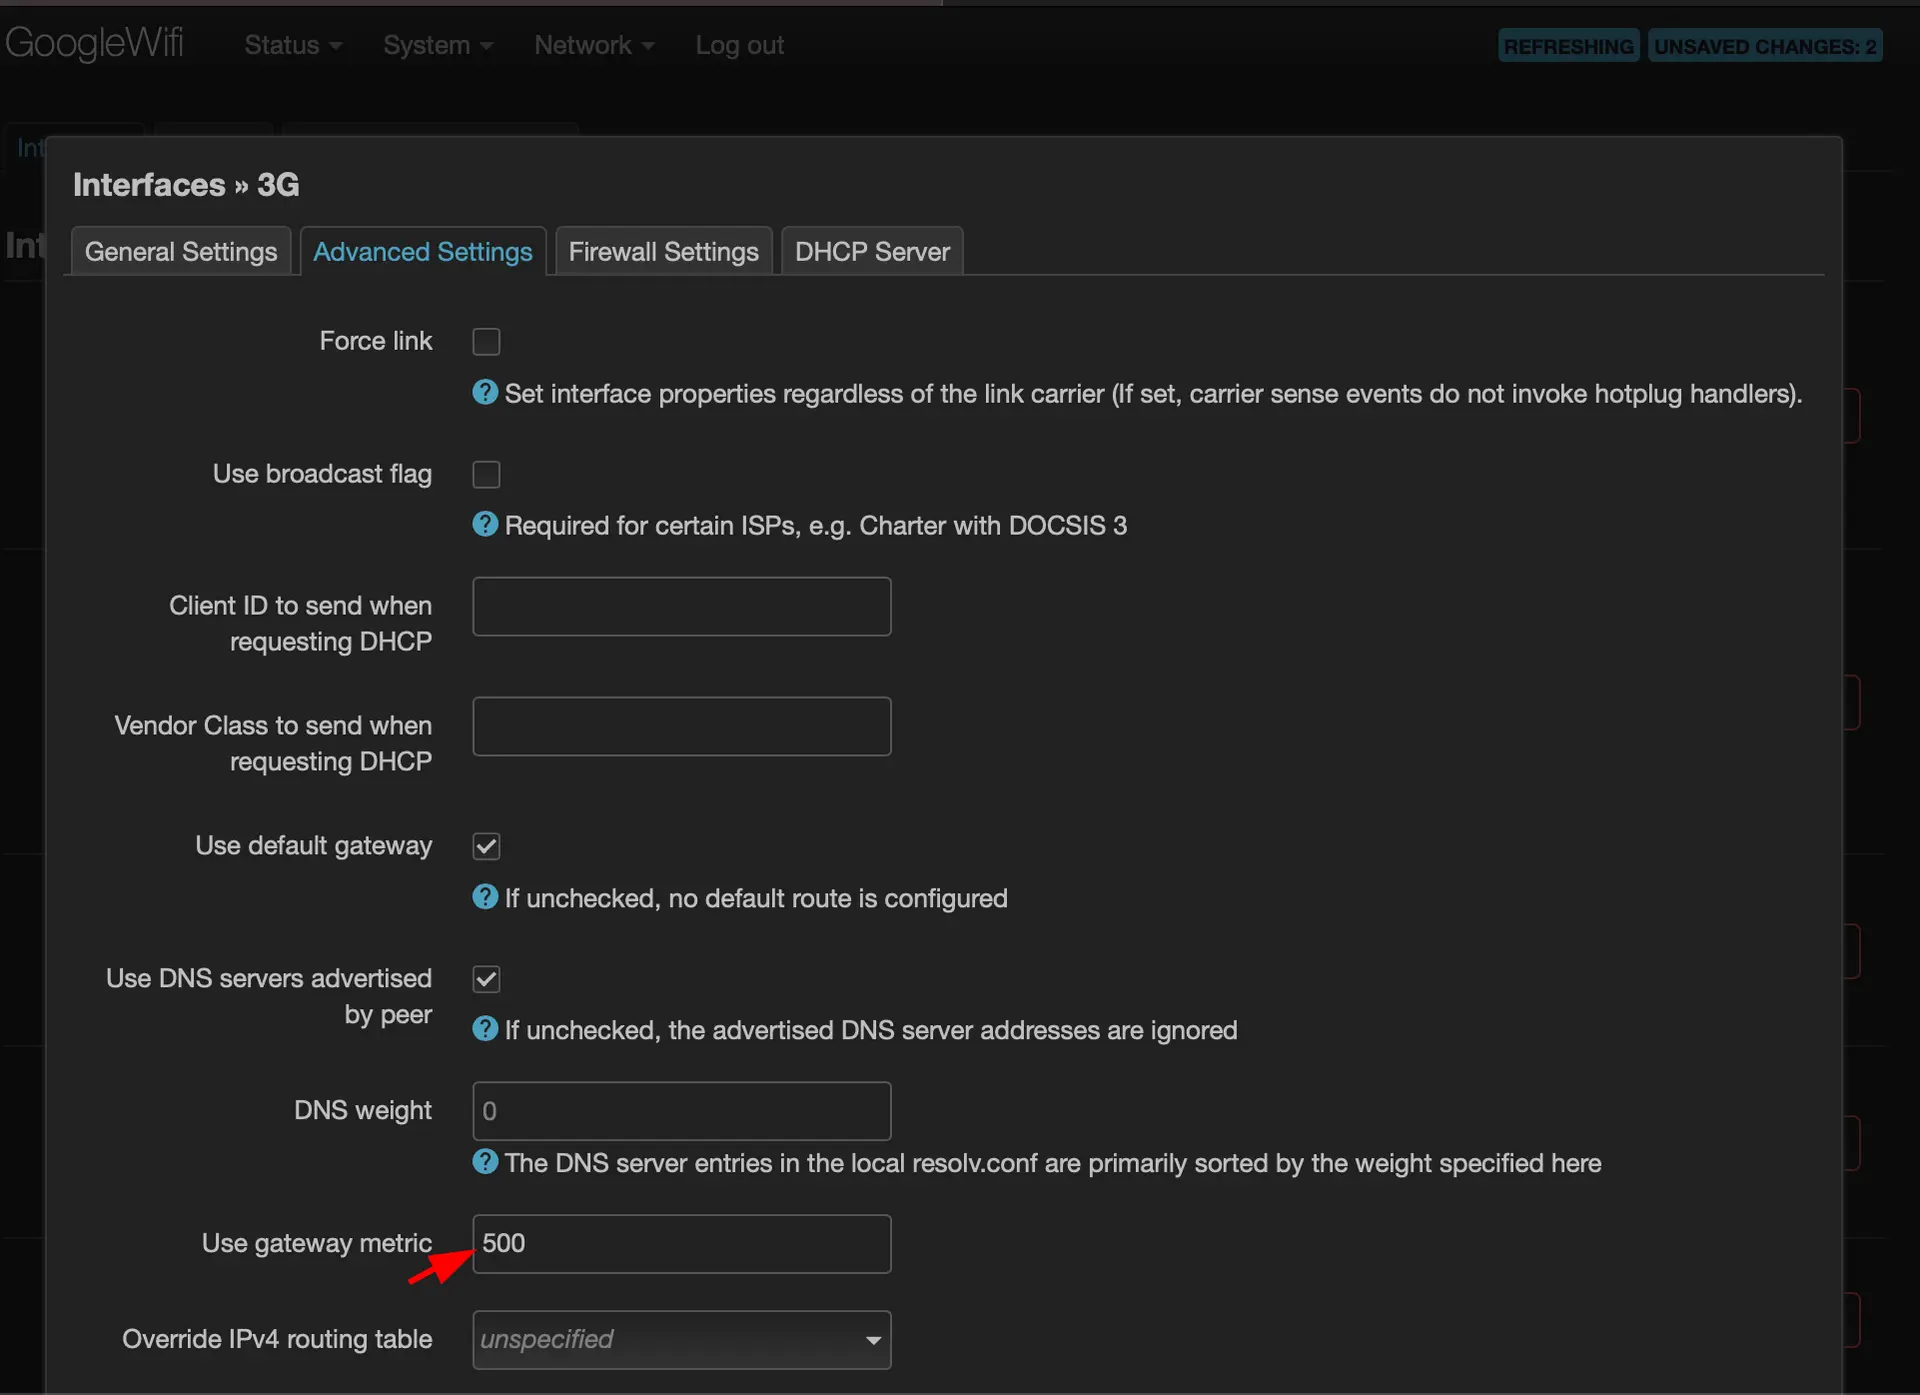 GoogleWifi
Status
System
Network
Log out
REFRESHING
UNSAVED CHANGES: 2
Int
Int
Interfaces » 3G
General Settings
Advanced Settings
Firewall Settings
DHCP Server
Force link
Set interface properties regardless of the link carrier (If set, carrier sense events do not invoke hotplug handlers).
Use broadcast flag
Required for certain ISPs, e.g. Charter with DOCSIS 3
Client ID to send when
requesting DHCP
Vendor Class to send when
requesting DHCP
Use default gateway
If unchecked, no default route is configured
Use DNS servers advertised
by peer
If unchecked, the advertised DNS server addresses are ignored
DNS weight
0
The DNS server entries in the local resolv.conf are primarily sorted by the weight specified here
Use gateway metric
500
Override IPv4 routing table
unspecified